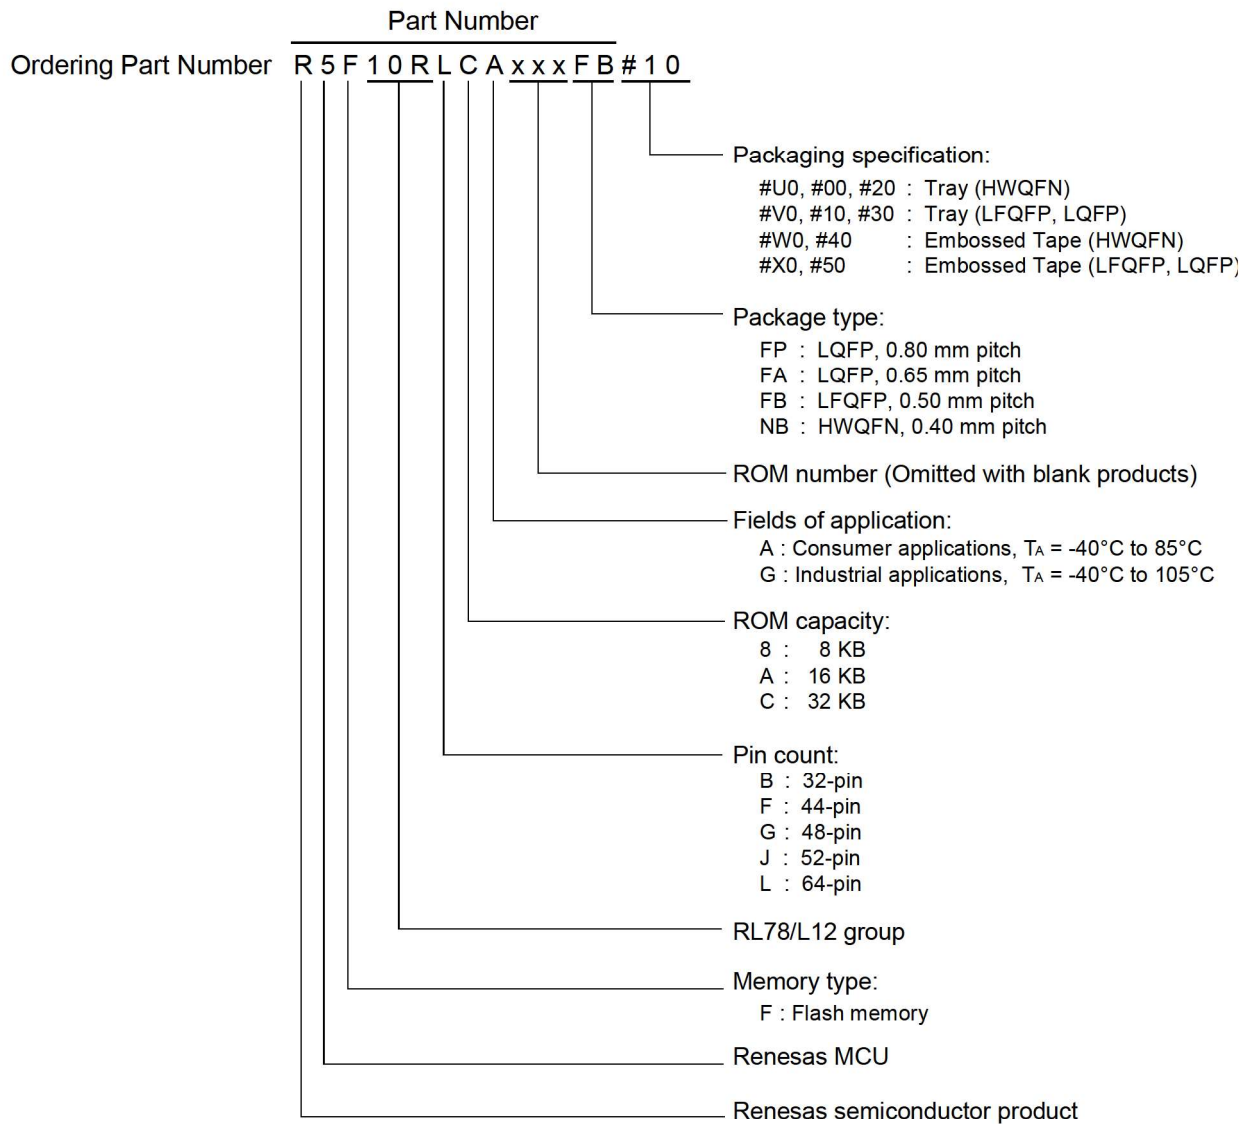 Part Number
Ordering Part Number R 5 F 1 0 R L C A x x x F B # 1 0
Packaging specification:
#U0, #00, #20 : Tray (HWQFN)
#V0, #10, #30 : Tray (LFQFP, LQFP)
#W0, #40 : Embossed Tape (HWQFN)
#X0, #50 : Embossed Tape (LFQFP, LQFP)
Package type:
FP : LQFP, 0.80 mm pitch
FA : LQFP, 0.65 mm pitch
FB : LFQFP, 0.50 mm pitch
NB : HWQFN, 0.40 mm pitch
ROM number (Omitted with blank products)
Fields of application:
A : Consumer applications, TA = -40°C to 85°C
G : Industrial applications, TA = -40°C to 105°C
ROM capacity:
8 : 8 KB
A : 16 KB
C : 32 KB
Pin count:
B : 32-pin
F : 44-pin
G : 48-pin
J : 52-pin
L : 64-pin
RL78/L12 group
Memory type:
F : Flash memory
Renesas MCU
Renesas semiconductor product